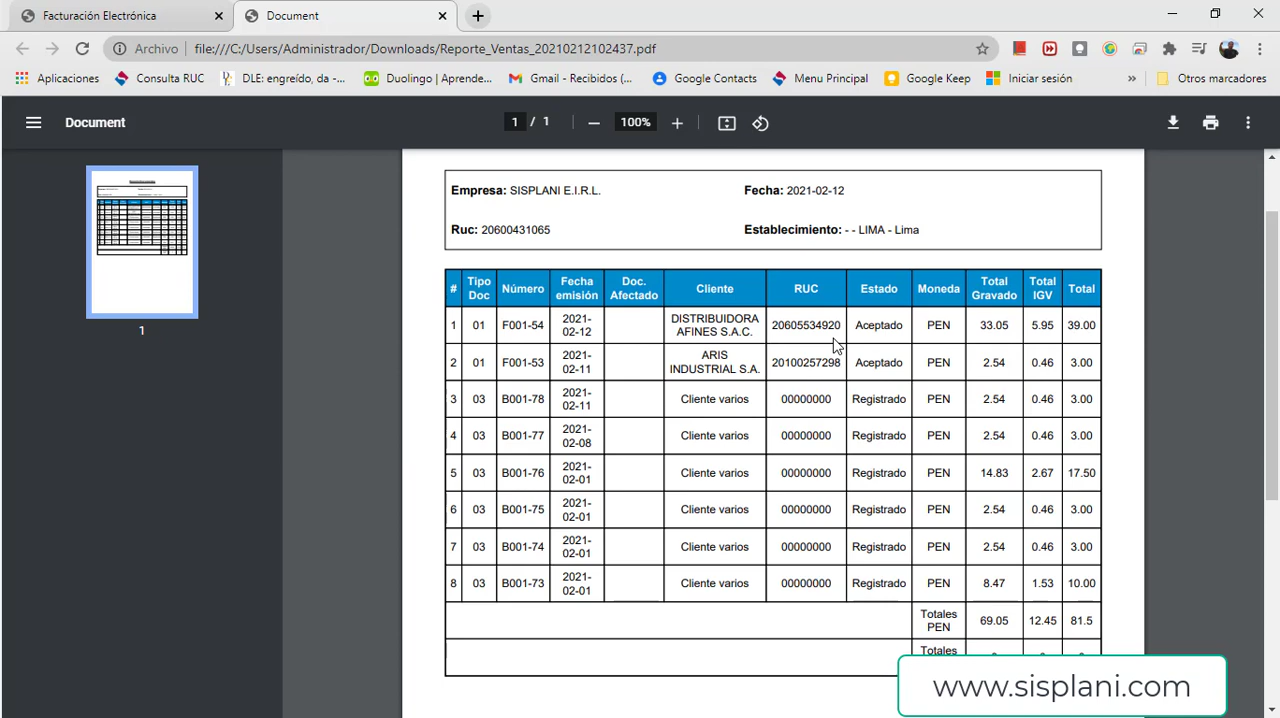 Facturación Electrónica
Document
Archivo file:///C:/Users/Administrador/Downloads/Reporte_Ventas_20210212102437.pdf
Aplicaciones Consulta RUC DLE: engreído, da -... Duolingo | Aprende... Gmail - Recibidos (... Google Contacts Menu Principal Google Keep Iniciar sesión » Otros marcadores
Document 1 / 1 — 100% +
1
Empresa: SISPLANI E.I.R.L. Fecha: 2021-02-12
Ruc: 20600431065 Establecimiento: - - LIMA - Lima
# Tipo Doc Número Fecha emisión Doc. Afectado Cliente RUC Estado Moneda Total Gravado Total IGV Total
1 01 F001-54 2021-02-12 DISTRIBUIDORA AFINES S.A.C. 20605534920 Aceptado PEN 33.05 5.95 39.00
2 01 F001-53 2021-02-11 ARIS INDUSTRIAL S.A. 20100257298 Aceptado PEN 2.54 0.46 3.00
3 03 B001-78 2021-02-11 Cliente varios 00000000 Registrado PEN 2.54 0.46 3.00
4 03 B001-77 2021-02-08 Cliente varios 00000000 Registrado PEN 2.54 0.46 3.00
5 03 B001-76 2021-02-01 Cliente varios 00000000 Registrado PEN 14.83 2.67 17.50
6 03 B001-75 2021-02-01 Cliente varios 00000000 Registrado PEN 2.54 0.46 3.00
7 03 B001-74 2021-02-01 Cliente varios 00000000 Registrado PEN 2.54 0.46 3.00
8 03 B001-73 2021-02-01 Cliente varios 00000000 Registrado PEN 8.47 1.53 10.00
Totales PEN 69.05 12.45 81.5
Totales
www.sisplani.com